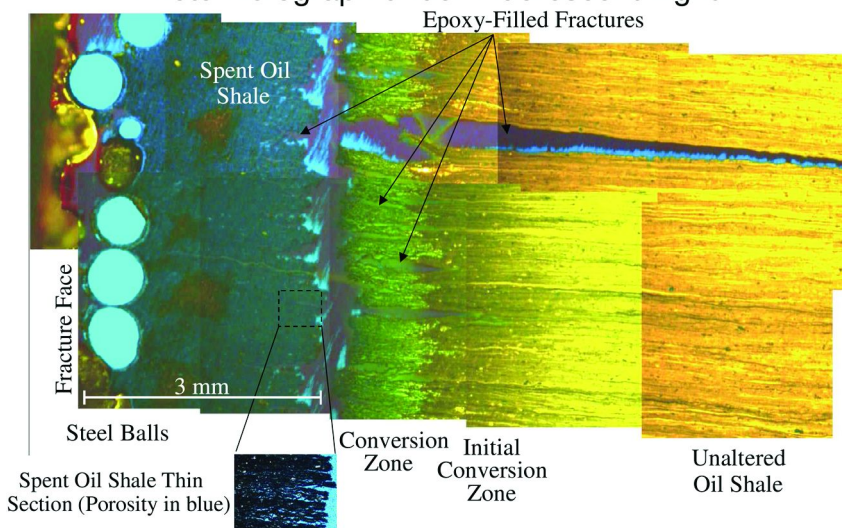 Epoxy-Filled Fractures
Spent Oil
Shale
Fracture Face
3 mm
Steel Balls
Conversion
Zone
Initial
Conversion
Zone
Unaltered
Oil Shale
Spent Oil Shale Thin
Section (Porosity in blue)